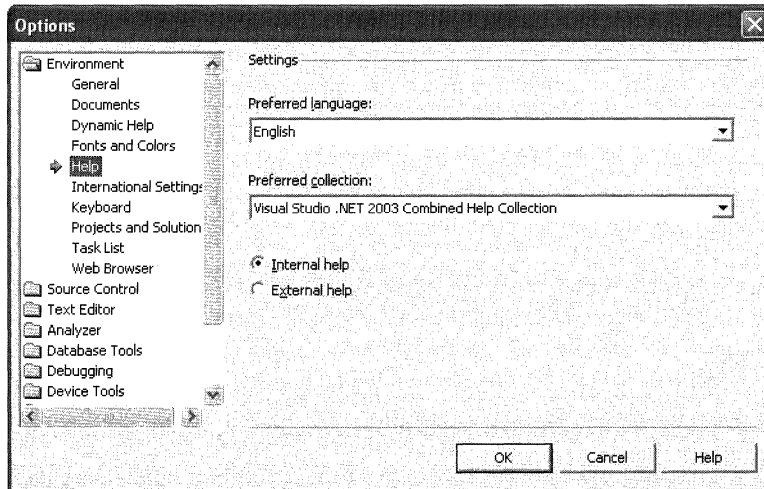 Options
Environment
General
Documents
Dynamic Help
Fonts and Colors
Help
International Settings
Keyboard
Projects and Solution
Task List
Web Browser
Source Control
Text Editor
Analyzer
Database Tools
Debugging
Device Tools
Settings
Preferred language:
English
Preferred collection:
Visual Studio .NET 2003 Combined Help Collection
Internal help
External help
OK
Cancel
Help